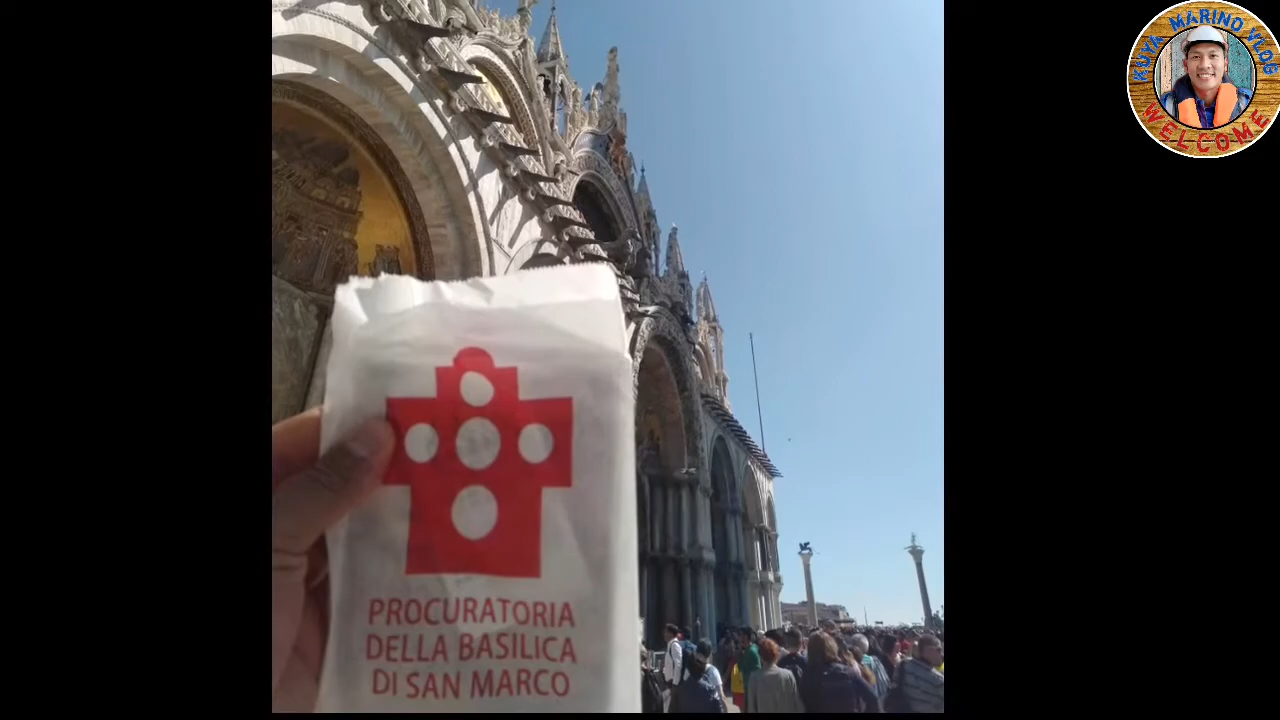 KUYA MARINO VLOG
WELCOME
PROCURATORIA
DELLA BASILICA
DI SAN MARCO